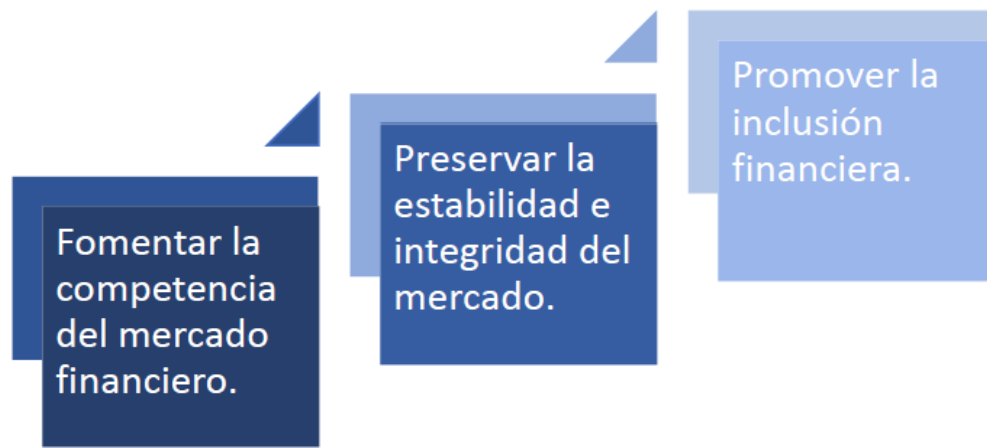 Fomentar la
competencia
del mercado
financiero.
Preservar la
estabilidad e
integridad del
mercado.
Promover la
inclusión
financiera.